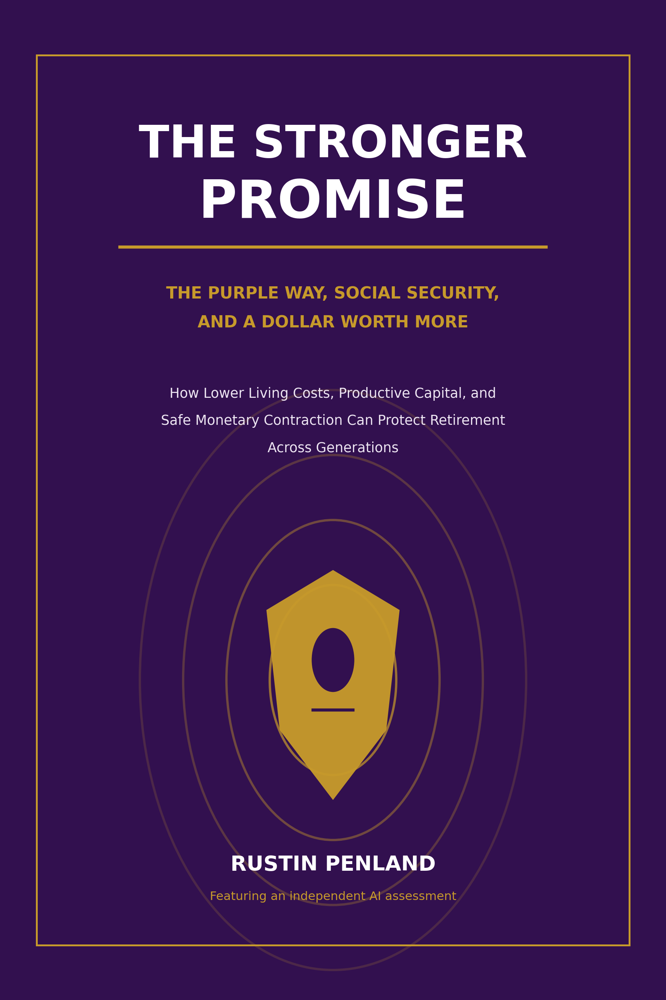 THE STRONGER
PROMISE
THE PURPLE WAY, SOCIAL SECURITY,
AND A DOLLAR WORTH MORE
How Lower Living Costs, Productive Capital, and
Safe Monetary Contraction Can Protect Retirement
Across Generations
RUSTIN PENLAND
Featuring an independent AI assessment